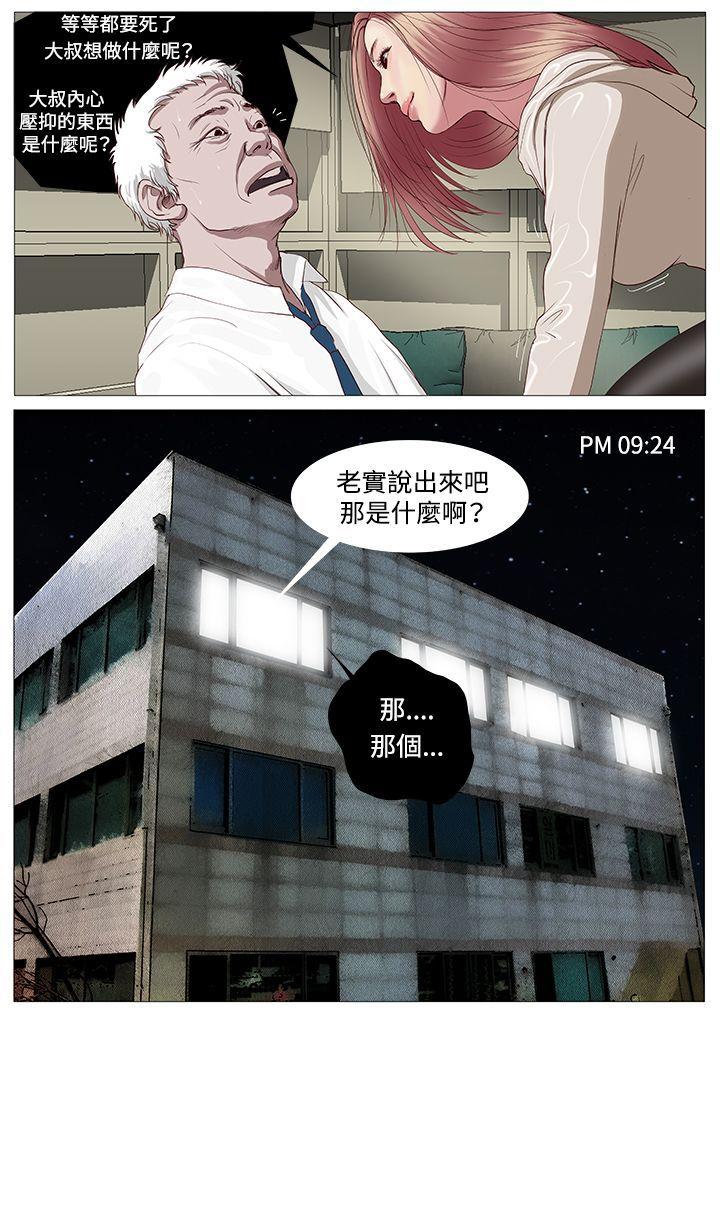 等等都要死了
大叔想做什麼呢？
大叔內心
壓抑的東西
是什麼呢？
PM 09:24
老實說出來吧
那是什麼啊？
那....
那個...